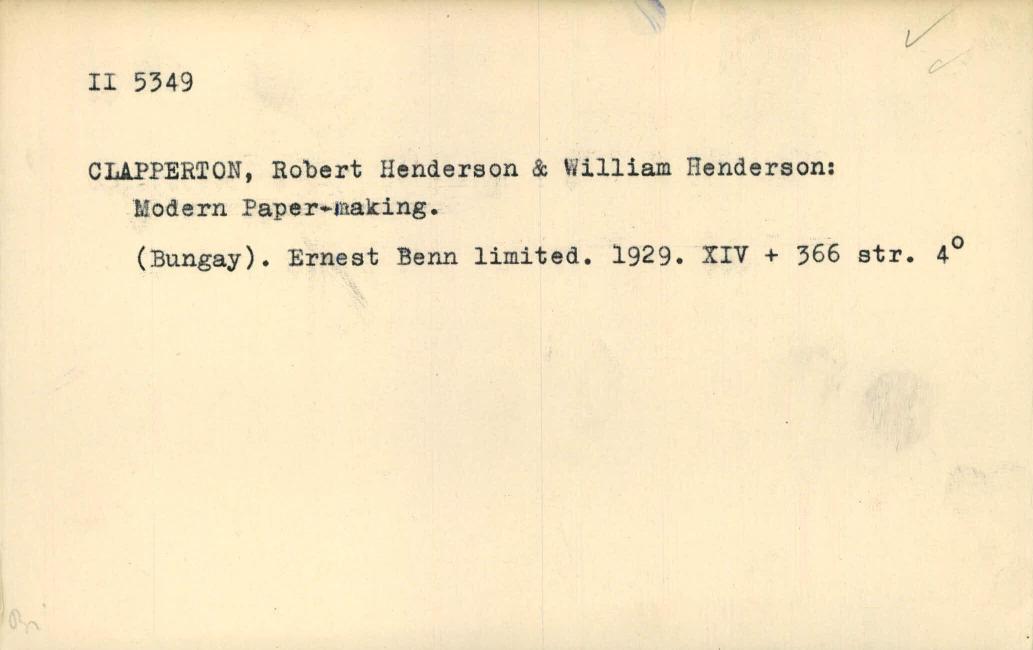 II 5349
CLAPPERTON, Robert Henderson & William Henderson:
Modern Paper-making.
(Bungay). Ernest Benn limited. 1929. XIV + 366 str. 4°